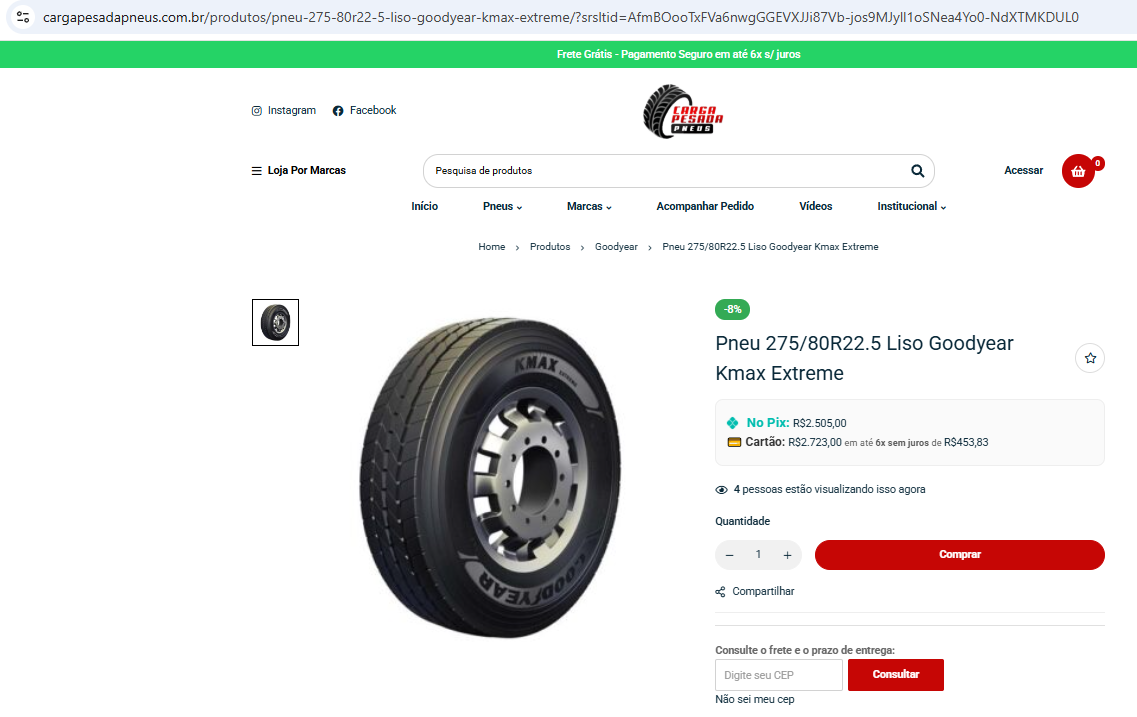 cargapesadapneus.com.br/produtos/pneu-275-80r22-5-liso-goodyear-kmax-extreme/?srsltid=AfmBOooTxFVa6nwgGGEVXJJi87Vb-jos9MJyII1oSNea4Yo0-NdXTMKDUL0
Frete Grátis - Pagamento Seguro em até 6x s/ juros
Instagram Facebook
CARGA
PESADA
PNEUS
Loja Por Marcas
Pesquisa de produtos
Acessar
0
Início Pneus Marcas Acompanhar Pedido Vídeos Institucional
Home > Produtos > Goodyear > Pneu 275/80R22.5 Liso Goodyear Kmax Extreme
-8%
Pneu 275/80R22.5 Liso Goodyear
Kmax Extreme
KMAX EXTREME
GOODYEAR
No Pix: R$2.505,00
Cartão: R$2.723,00 em até 6x sem juros de R$453,83
4 pessoas estão visualizando isso agora
Quantidade
− 1 +
Comprar
Compartilhar
Consulte o frete e o prazo de entrega:
Digite seu CEP
Consultar
Não sei meu cep